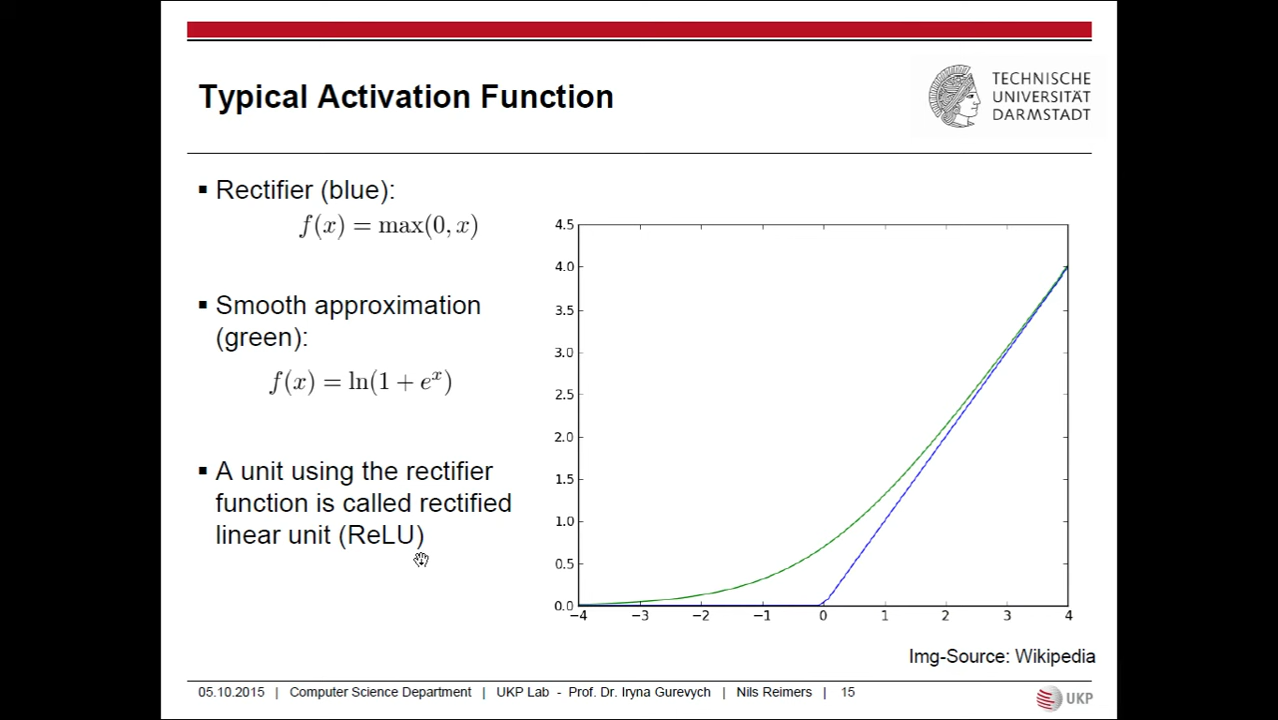 Typical Activation Function
TECHNISCHE
UNIVERSITÄT
DARMSTADT
▪ Rectifier (blue):
f(x) = max(0, x)
▪ Smooth approximation
(green):
f(x) = ln(1 + eˣ)
▪ A unit using the rectifier
function is called rectified
linear unit (ReLU)
4.5
4.0
3.5
3.0
2.5
2.0
1.5
1.0
0.5
0.0
−4 −3 −2 −1 0 1 2 3 4
Img-Source: Wikipedia
05.10.2015 | Computer Science Department | UKP Lab - Prof. Dr. Iryna Gurevych | Nils Reimers | 15
UKP